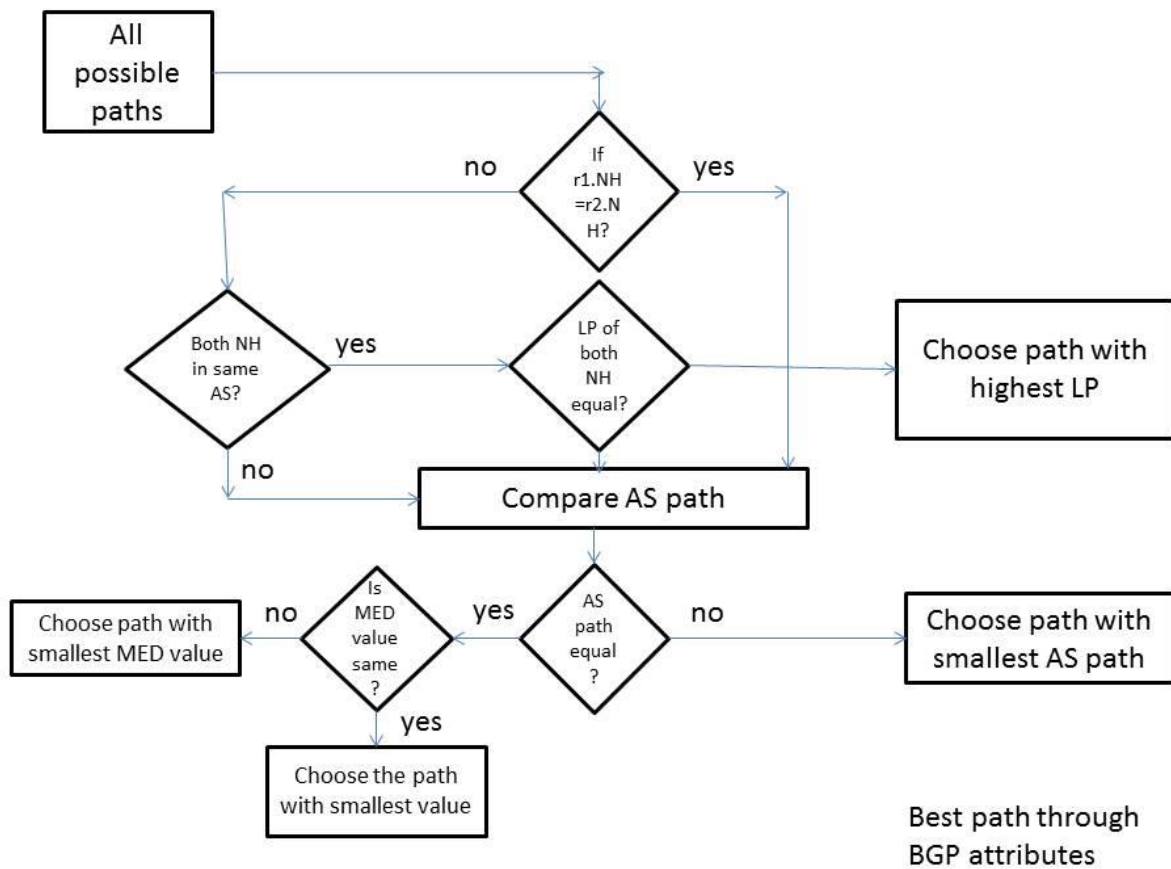 All
possible
paths
If
r1.NH
=r2.N
H?
no
yes
Both NH
in same
AS?
yes
LP of
both
NH
equal?
Choose path with
highest LP
no
Compare AS path
Is
MED
value
same
?
no
Choose path with
smallest MED value
yes
AS
path
equal
?
no
Choose path with
smallest AS path
yes
Choose the path
with smallest value
Best path through
BGP attributes